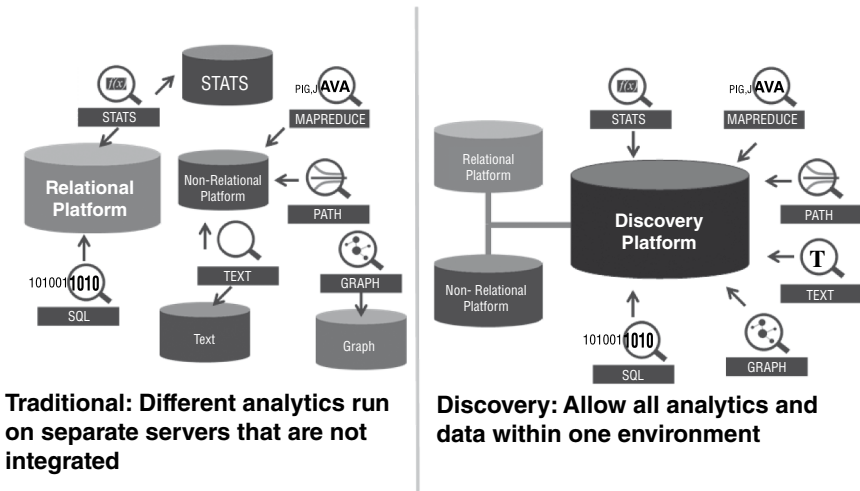 f(x)
STATS
STATS
PIG,JAVA
MAPREDUCE
Relational
Platform
Non-Relational
Platform
PATH
TEXT
1010011010
SQL
GRAPH
Text
Graph
Traditional: Different analytics run
on separate servers that are not
integrated
f(x)
STATS
PIG,JAVA
MAPREDUCE
Relational
Platform
Discovery
Platform
PATH
T
TEXT
Non- Relational
Platform
1010011010
SQL
GRAPH
Discovery: Allow all analytics and
data within one environment